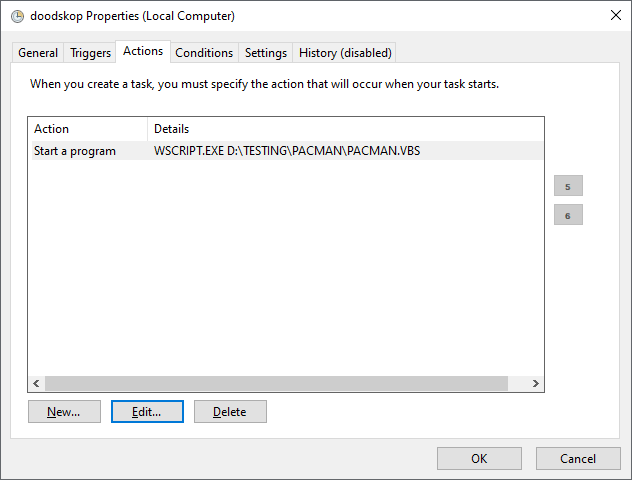 doodskop Properties (Local Computer)
General Triggers Actions Conditions Settings History (disabled)
When you create a task, you must specify the action that will occur when your task starts.
Action Details
Start a program WSCRIPT.EXE D:\TESTING\PACMAN\PACMAN.VBS
5
6
New... Edit... Delete
OK Cancel